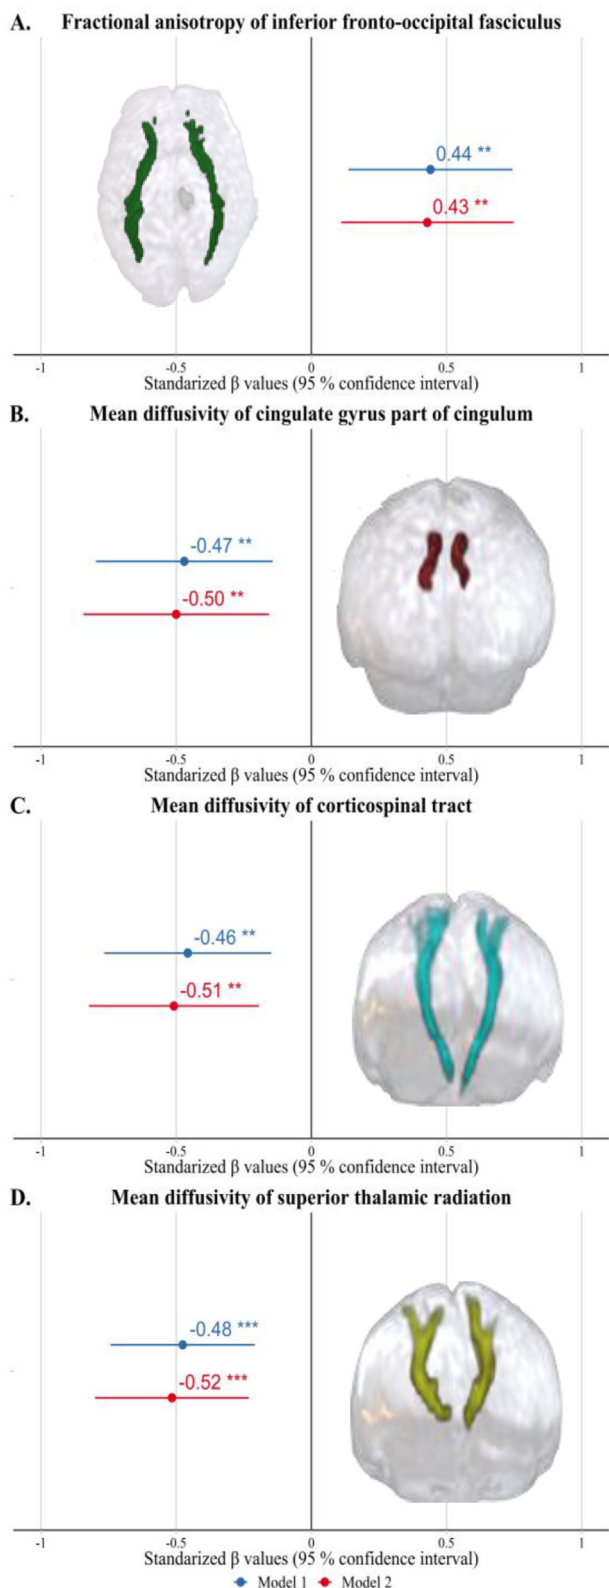 A. Fractional anisotropy of inferior fronto-occipital fasciculus
0.44 **
0.43 **
-1 -0.5 0 0.5 1
Standarized β values (95 % confidence interval)
B. Mean diffusivity of cingulate gyrus part of cingulum
-0.47 **
-0.50 **
-1 -0.5 0 0.5 1
Standarized β values (95 % confidence interval)
C. Mean diffusivity of corticospinal tract
-0.46 **
-0.51 **
-1 -0.5 0 0.5 1
Standarized β values (95 % confidence interval)
D. Mean diffusivity of superior thalamic radiation
-0.48 ***
-0.52 ***
-1 -0.5 0 0.5 1
Standarized β values (95 % confidence interval)
Model 1 Model 2